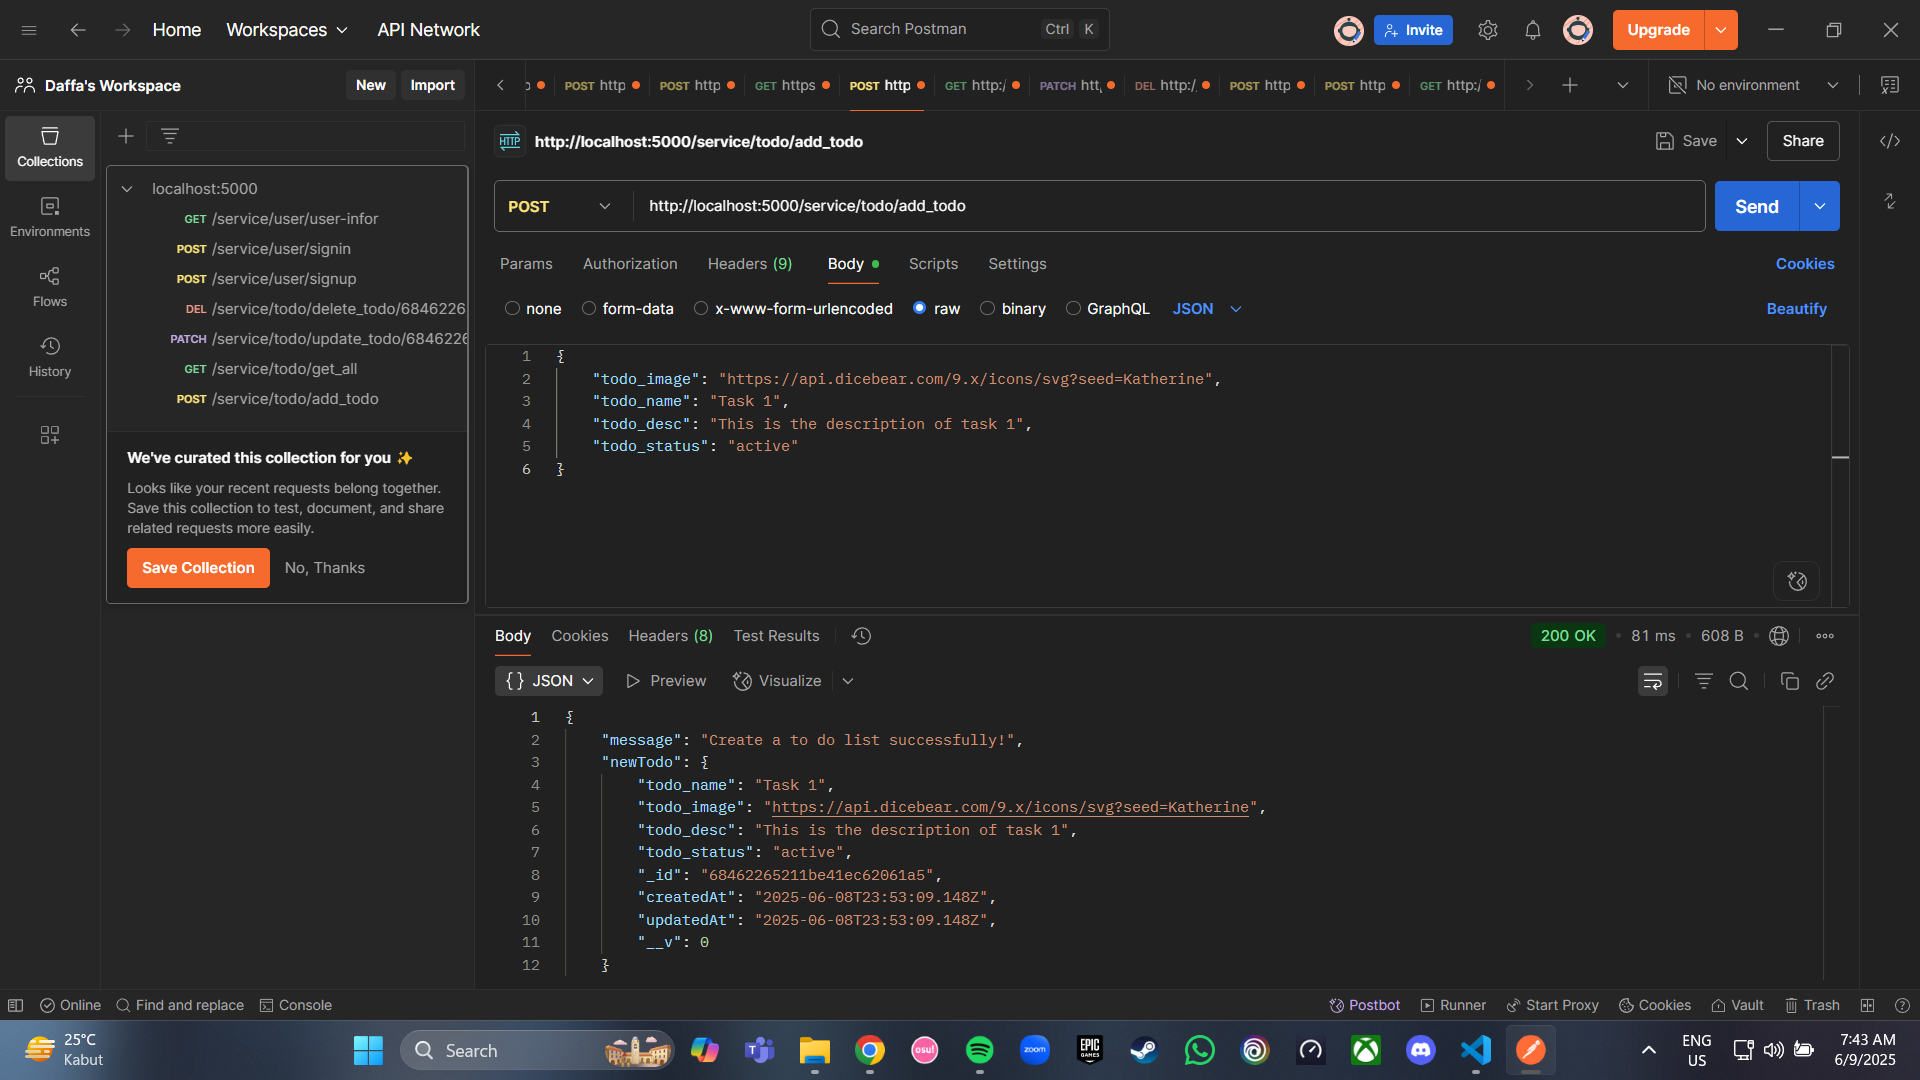 Home
Workspaces
API Network
Search Postman
Ctrl
K
Invite
Upgrade
Daffa's Workspace
New
Import
POST http
POST http
GET https
POST http
GET http:/
PATCH htt
DEL http:/
POST http
POST http
GET http:/
No environment
Collections
Environments
Flows
History
localhost:5000
GET /service/user/user-infor
POST /service/user/signin
POST /service/user/signup
DEL /service/todo/delete_todo/6846226
PATCH /service/todo/update_todo/6846226
GET /service/todo/get_all
POST /service/todo/add_todo
We've curated this collection for you ✨
Looks like your recent requests belong together.
Save this collection to test, document, and share
related requests more easily.
Save Collection
No, Thanks
HTTP
http://localhost:5000/service/todo/add_todo
Save
Share
POST
http://localhost:5000/service/todo/add_todo
Send
Params
Authorization
Headers (9)
Body
Scripts
Settings
Cookies
none
form-data
x-www-form-urlencoded
raw
binary
GraphQL
JSON
Beautify
1 {
2 "todo_image": "https://api.dicebear.com/9.x/icons/svg?seed=Katherine",
3 "todo_name": "Task 1",
4 "todo_desc": "This is the description of task 1",
5 "todo_status": "active"
6 }
Body
Cookies
Headers (8)
Test Results
200 OK
81 ms
608 B
{} JSON
Preview
Visualize
1 {
2 "message": "Create a to do list successfully!",
3 "newTodo": {
4 "todo_name": "Task 1",
5 "todo_image": "https://api.dicebear.com/9.x/icons/svg?seed=Katherine",
6 "todo_desc": "This is the description of task 1",
7 "todo_status": "active",
8 "_id": "68462265211be41ec62061a5",
9 "createdAt": "2025-06-08T23:53:09.148Z",
10 "updatedAt": "2025-06-08T23:53:09.148Z",
11 "__v": 0
12 }
Online
Find and replace
Console
Postbot
Runner
Start Proxy
Cookies
Vault
Trash
25°C
Kabut
Search
osu!
zoom
EPIC
GAMES
ENG
US
7:43 AM
6/9/2025